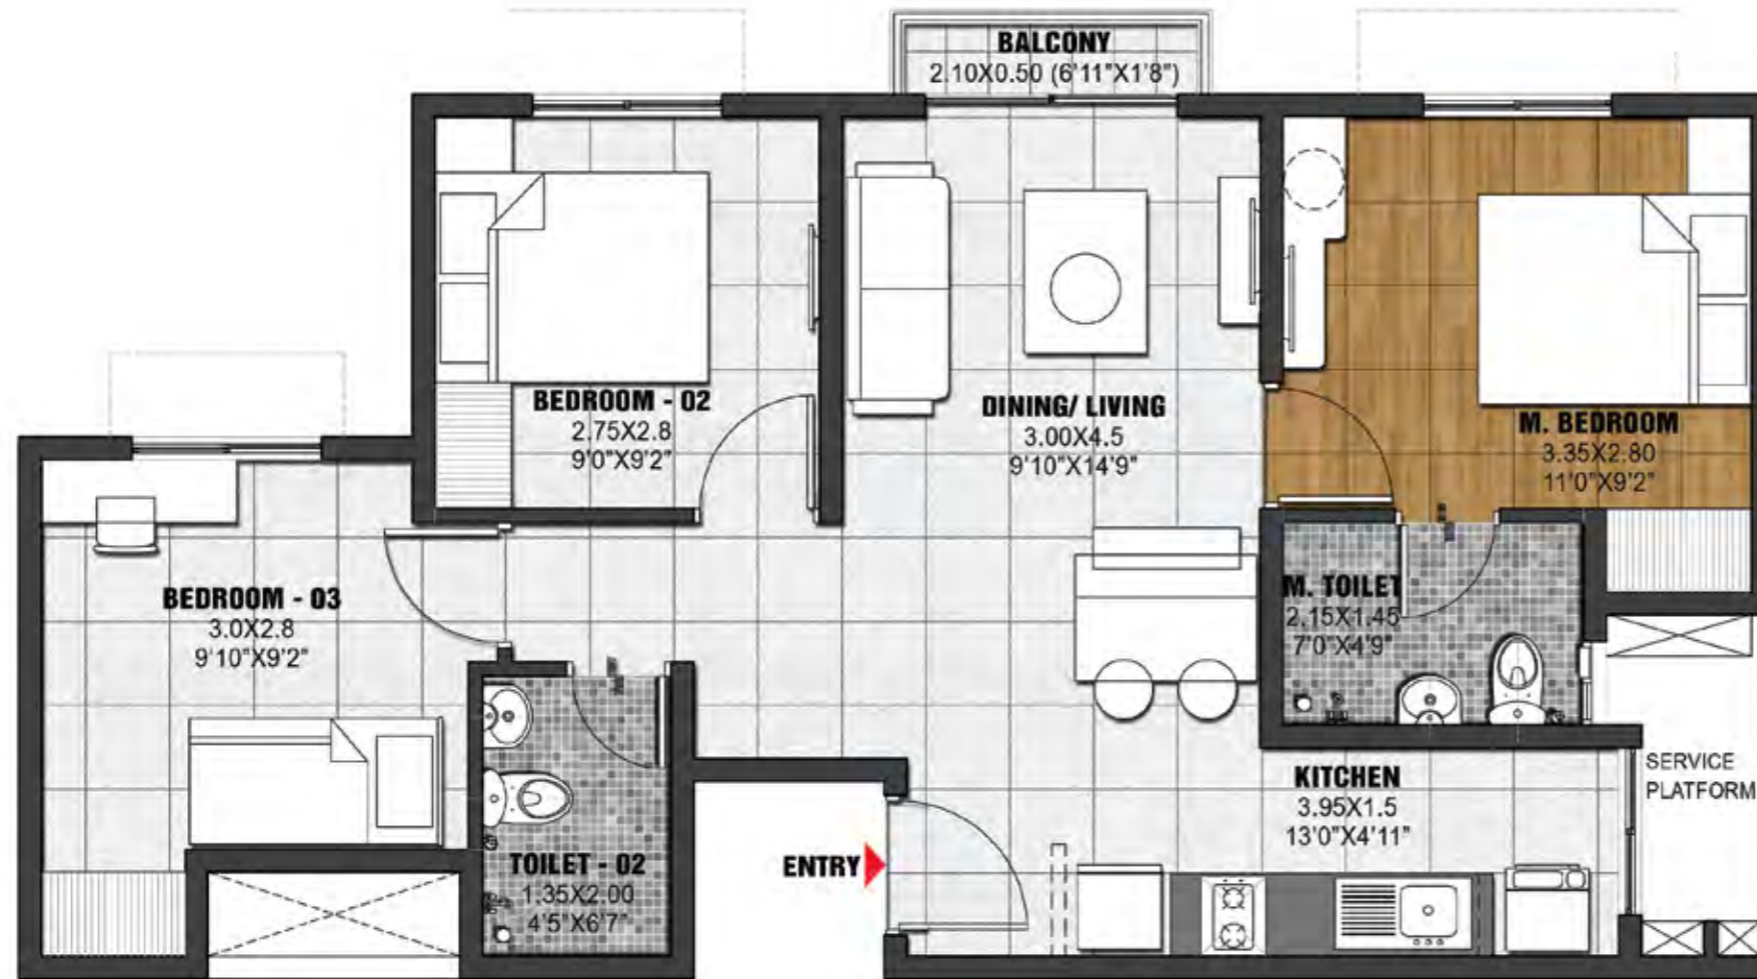 BALCONY
2.10X0.50 (6'11"X1'8")
BEDROOM - 02
2.75X2.8
9'0"X9'2"
DINING/ LIVING
3.00X4.5
9'10"X14'9"
M. BEDROOM
3.35X2.80
11'0"X9'2"
BEDROOM - 03
3.0X2.8
9'10"X9'2"
M. TOILET
2.15X1.45
7'0"X4'9"
SERVICE
PLATFORM
KITCHEN
3.95X1.5
13'0"X4'11"
ENTRY
TOILET - 02
1.35X2.00
4'5"X6'7"